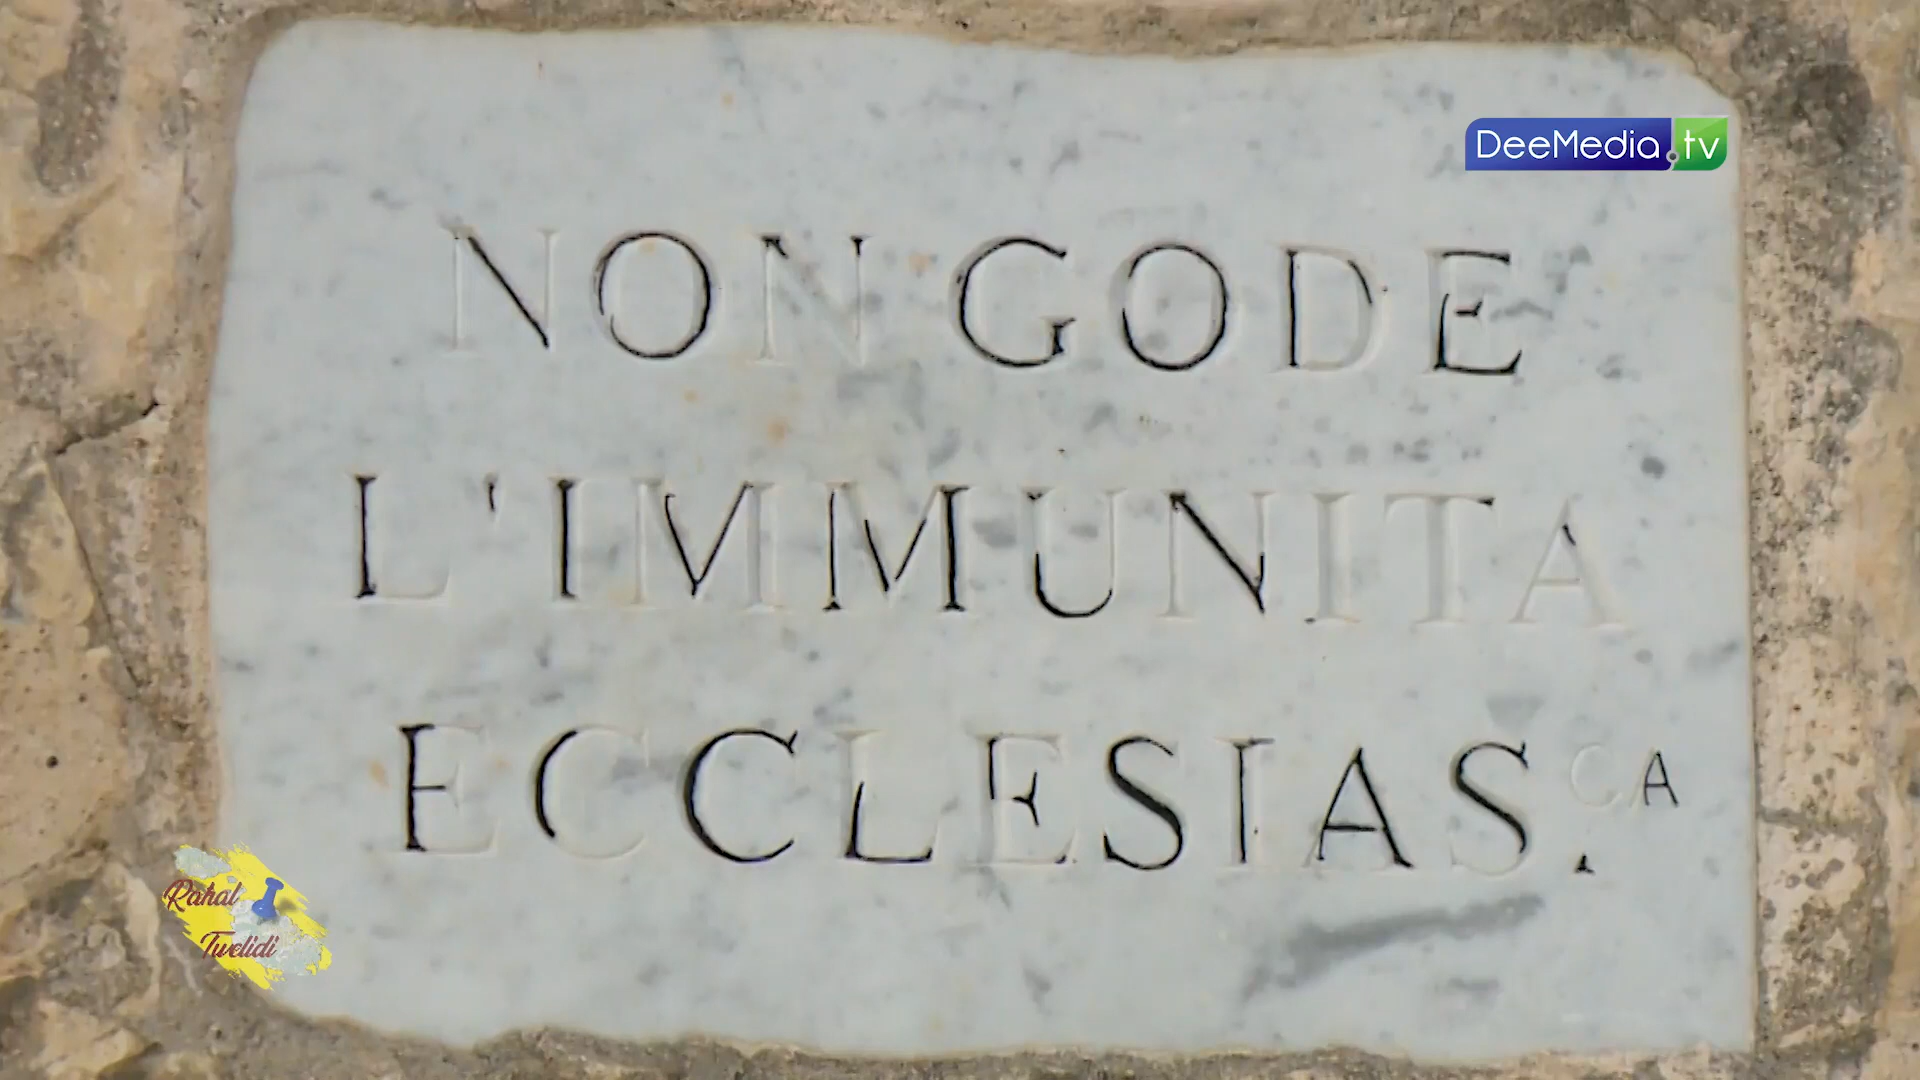 DeeMedia.tv
NON GODE
L'IMMUNITA
ECCLESIAS.CA
Rahal
Twelidi